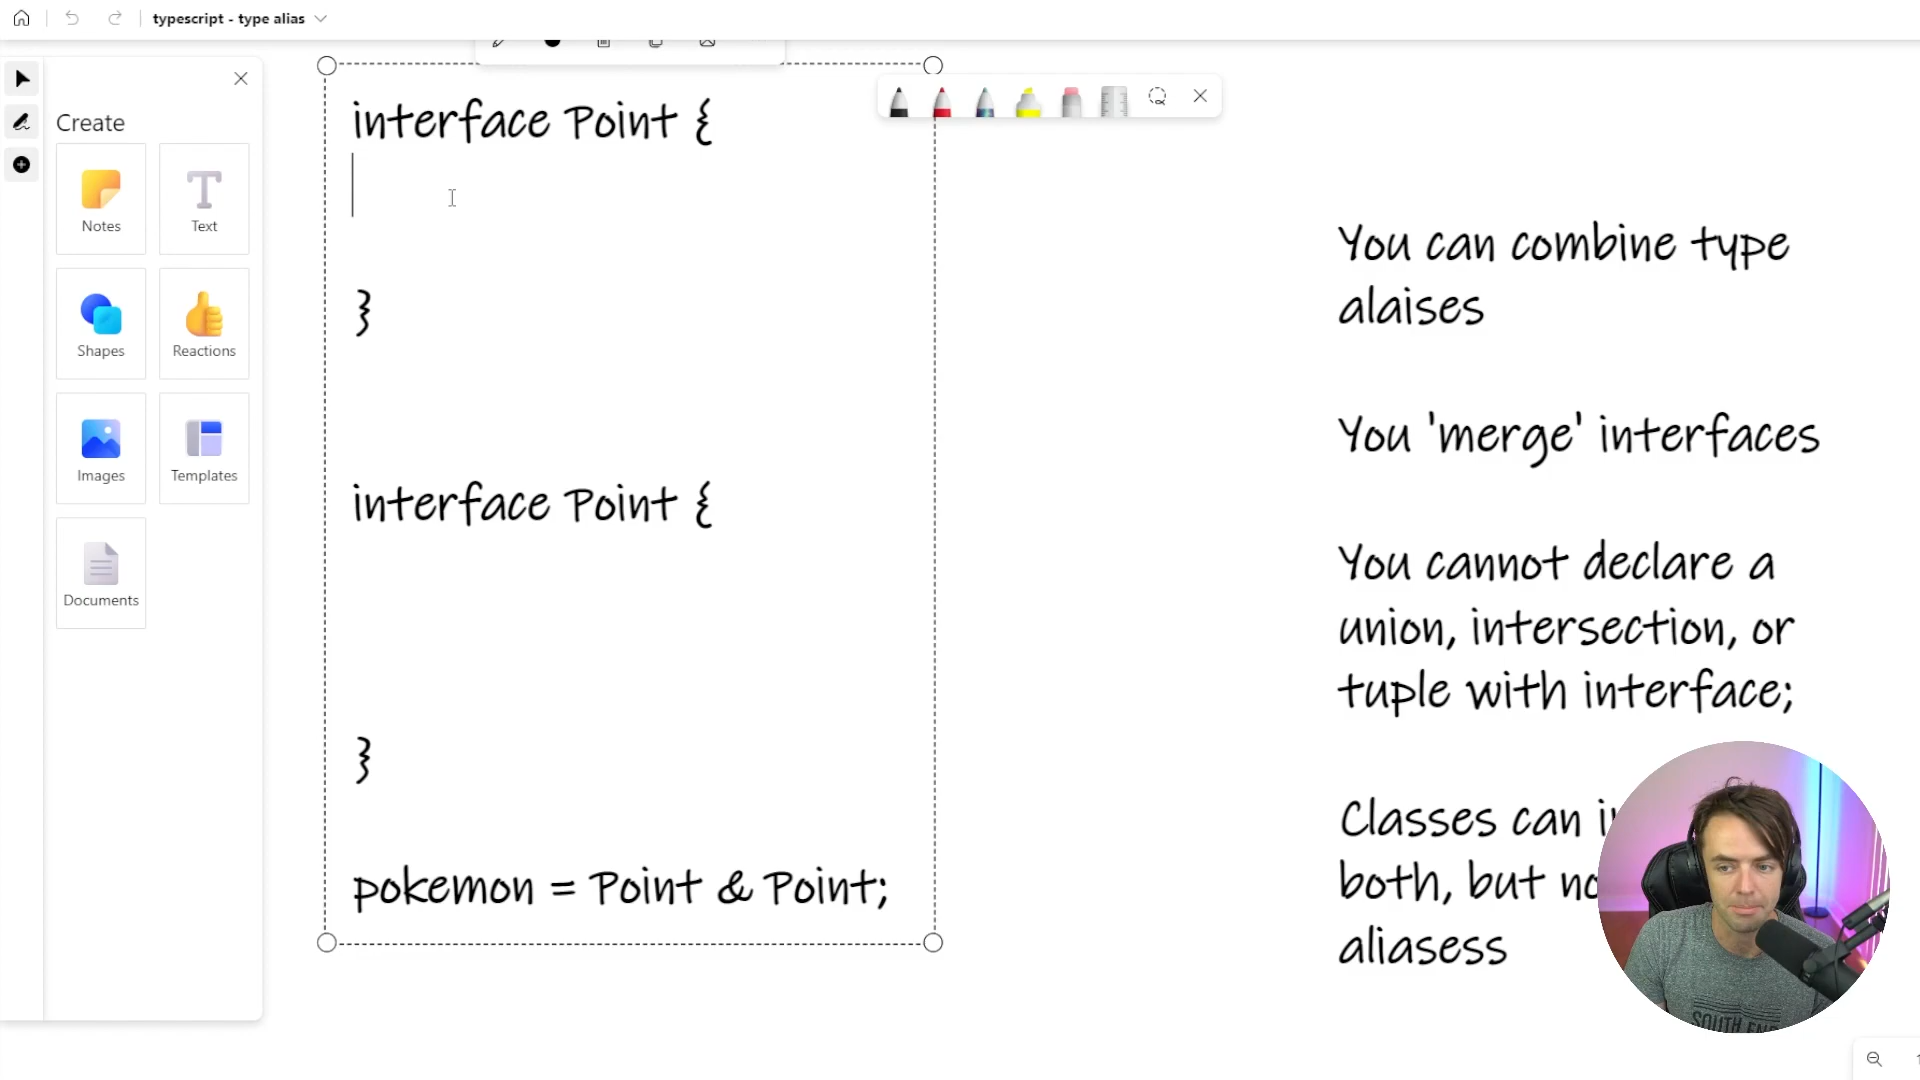 typescript - type alias
Create
Notes
Text
Shapes
Reactions
Images
Templates
Documents
interface Point {
}
interface Point {
}
pokemon = Point & Point;
You can combine type
alaises
You 'merge' interfaces
You cannot declare a
union, intersection, or
tuple with interface;
Classes can
both, but
aliasess
SOUTH